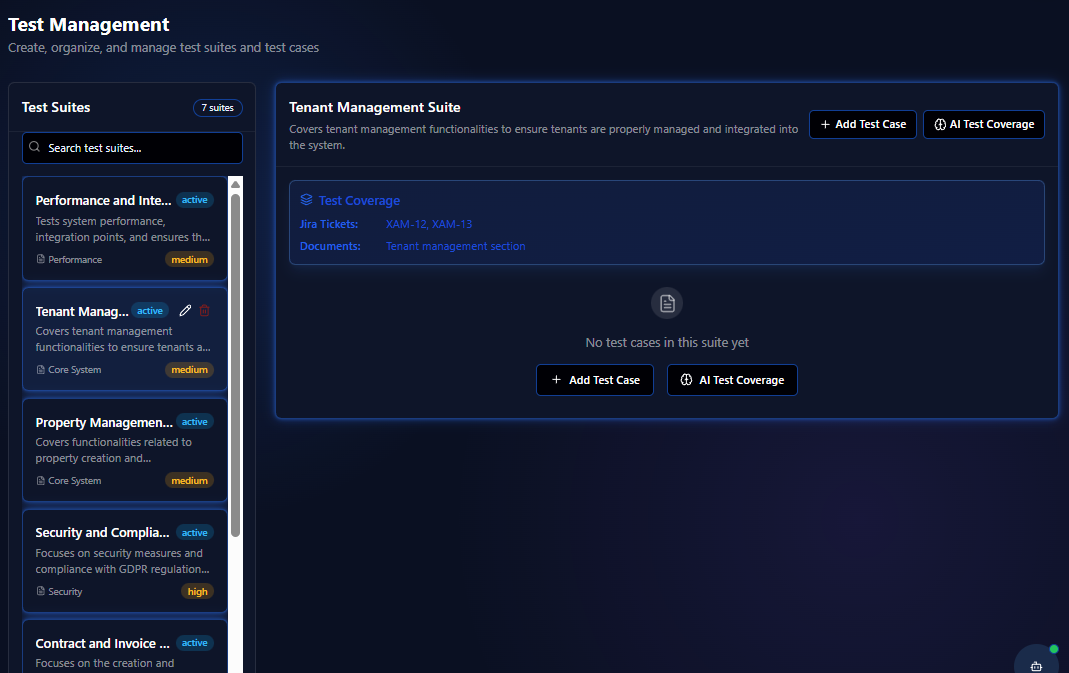 Test Management
Create, organize, and manage test suites and test cases
Test Suites
7 suites
Search test suites...
Performance and Inte...
active
Tests system performance,
integration points, and ensures th...
Performance
medium
Tenant Manag...
active
Covers tenant management
functionalities to ensure tenants a...
Core System
medium
Property Managemen...
active
Covers functionalities related to
property creation and...
Core System
medium
Security and Complia...
active
Focuses on security measures and
compliance with GDPR regulation...
Security
high
Contract and Invoice ...
active
Focuses on the creation and
Tenant Management Suite
Covers tenant management functionalities to ensure tenants are properly managed and integrated into
the system.
+ Add Test Case
AI Test Coverage
Test Coverage
Jira Tickets: XAM-12, XAM-13
Documents: Tenant management section
No test cases in this suite yet
+ Add Test Case
AI Test Coverage